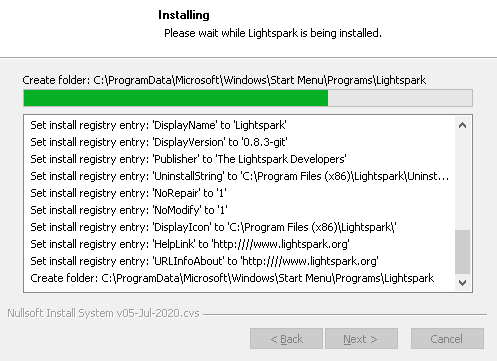 Installing
Please wait while Lightspark is being installed.
Create folder: C:\ProgramData\Microsoft\Windows\Start Menu\Programs\Lightspark
Set install registry entry: 'DisplayName' to 'Lightspark'
Set install registry entry: 'DisplayVersion' to '0.8.3-git'
Set install registry entry: 'Publisher' to 'The Lightspark Developers'
Set install registry entry: 'UninstallString' to 'C:\Program Files (x86)\Lightspark\Uninst...
Set install registry entry: 'NoRepair' to '1'
Set install registry entry: 'NoModify' to '1'
Set install registry entry: 'DisplayIcon' to 'C:\Program Files (x86)\Lightspark\'
Set install registry entry: 'HelpLink' to 'http:////www.lightspark.org'
Set install registry entry: 'URLInfoAbout' to 'http:////www.lightspark.org'
Create folder: C:\ProgramData\Microsoft\Windows\Start Menu\Programs\Lightspark
Nullsoft Install System v05-Jul-2020.cvs
< Back Next > Cancel